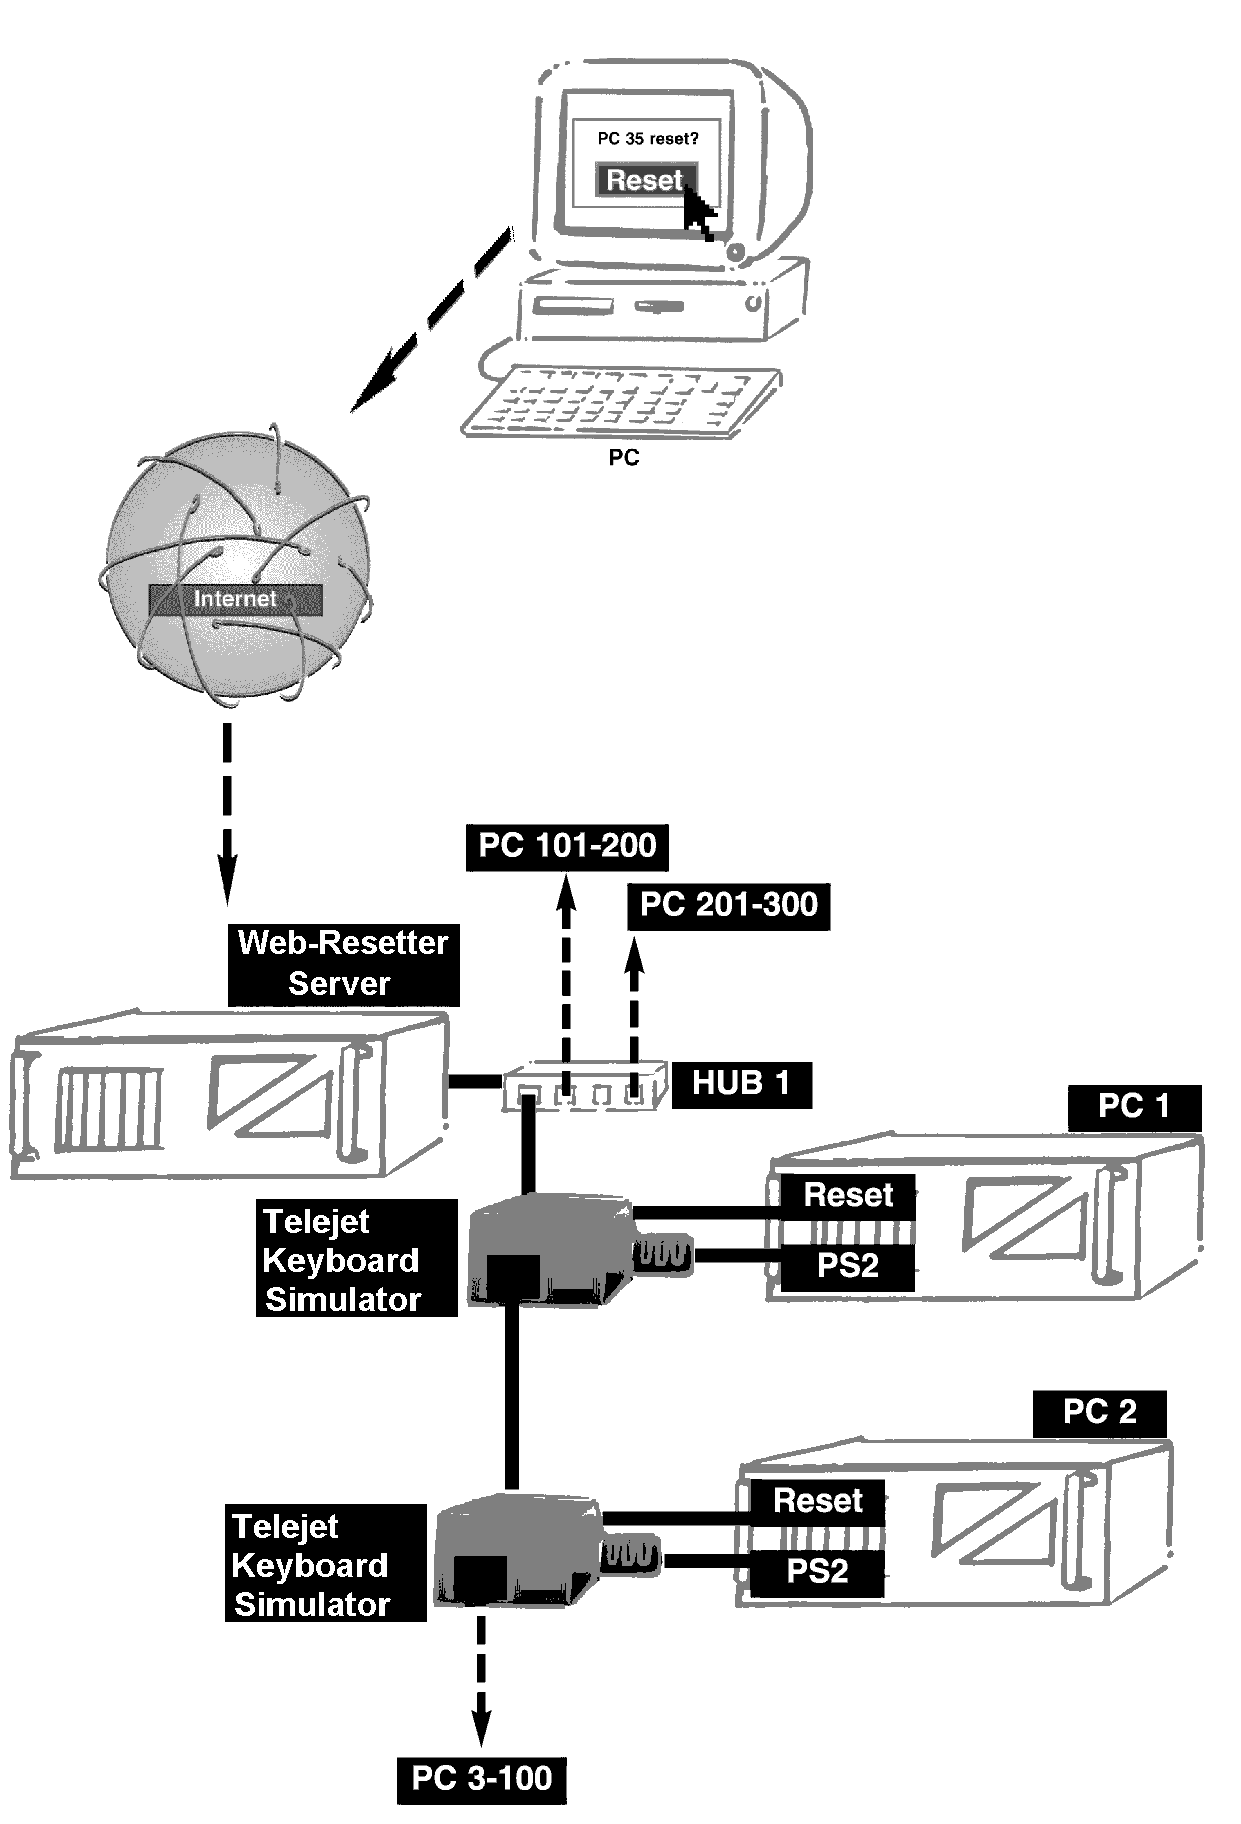 PC 35 reset?
Reset
PC
Internet
PC 101-200
PC 201-300
Web-Resetter
Server
HUB 1
PC 1
Reset
PS2
Telejet
Keyboard
Simulator
PC 2
Reset
PS2
Telejet
Keyboard
Simulator
PC 3-100